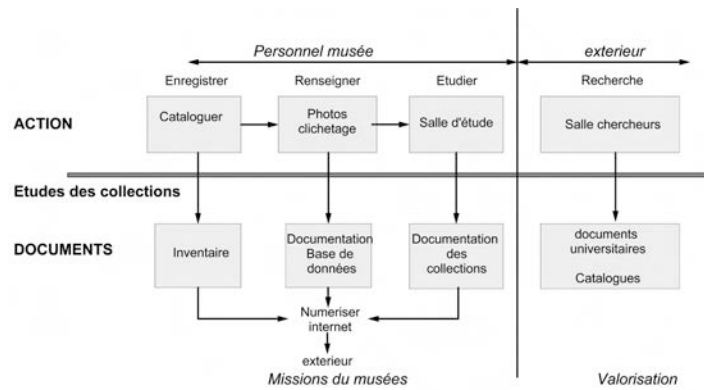 Personnel musée
exterieur
Enregistrer
Renseigner
Etudier
Recherche
ACTION
Cataloguer
Photos
clichetage
Salle d'étude
Salle chercheurs
Etudes des collections
DOCUMENTS
Inventaire
Documentation
Base de
données
Documentation
des
collections
documents
universitaires
Catalogues
Numeriser
internet
exterieur
Missions du musées
Valorisation